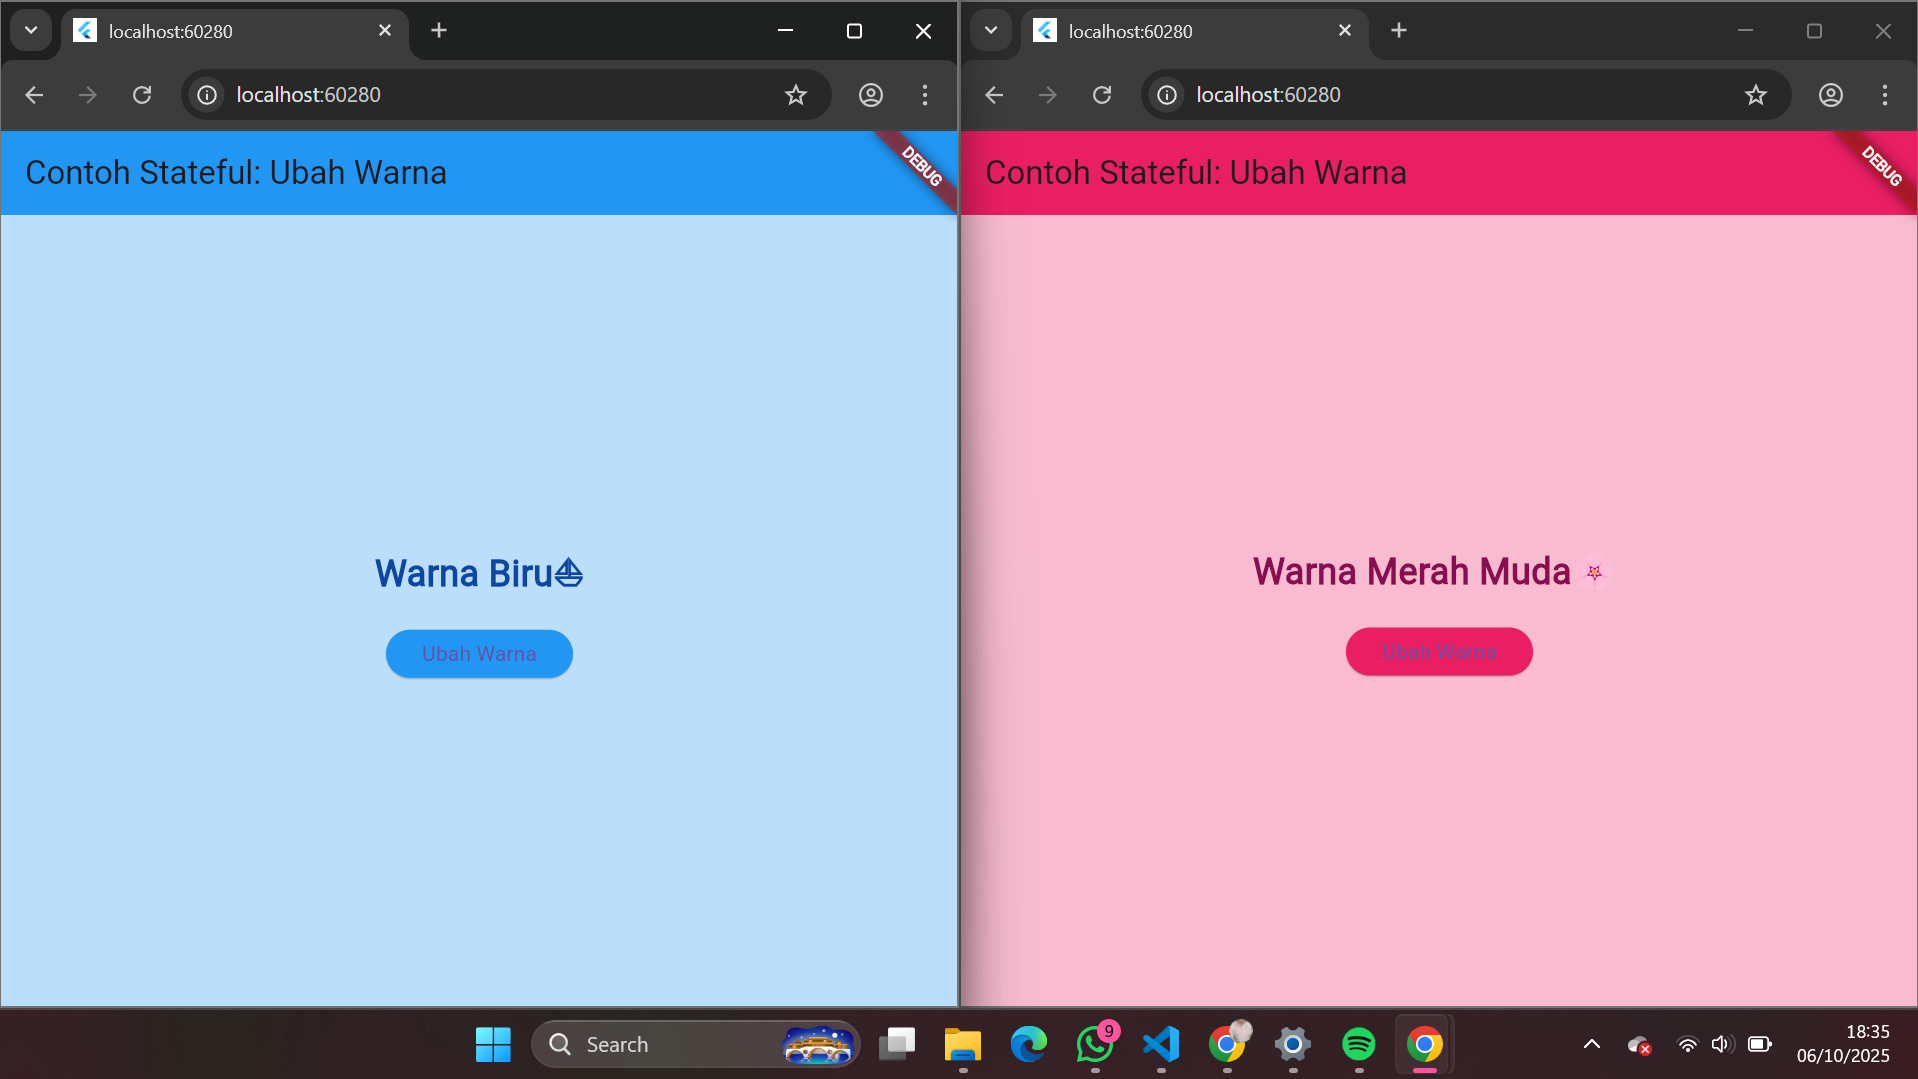 localhost:60280
localhost:60280
Contoh Stateful: Ubah Warna
DEBUG
Warna Biru⛵
Ubah Warna
localhost:60280
localhost:60280
Contoh Stateful: Ubah Warna
DEBUG
Warna Merah Muda 🌸
Ubah Warna
Search
9
18:35
06/10/2025